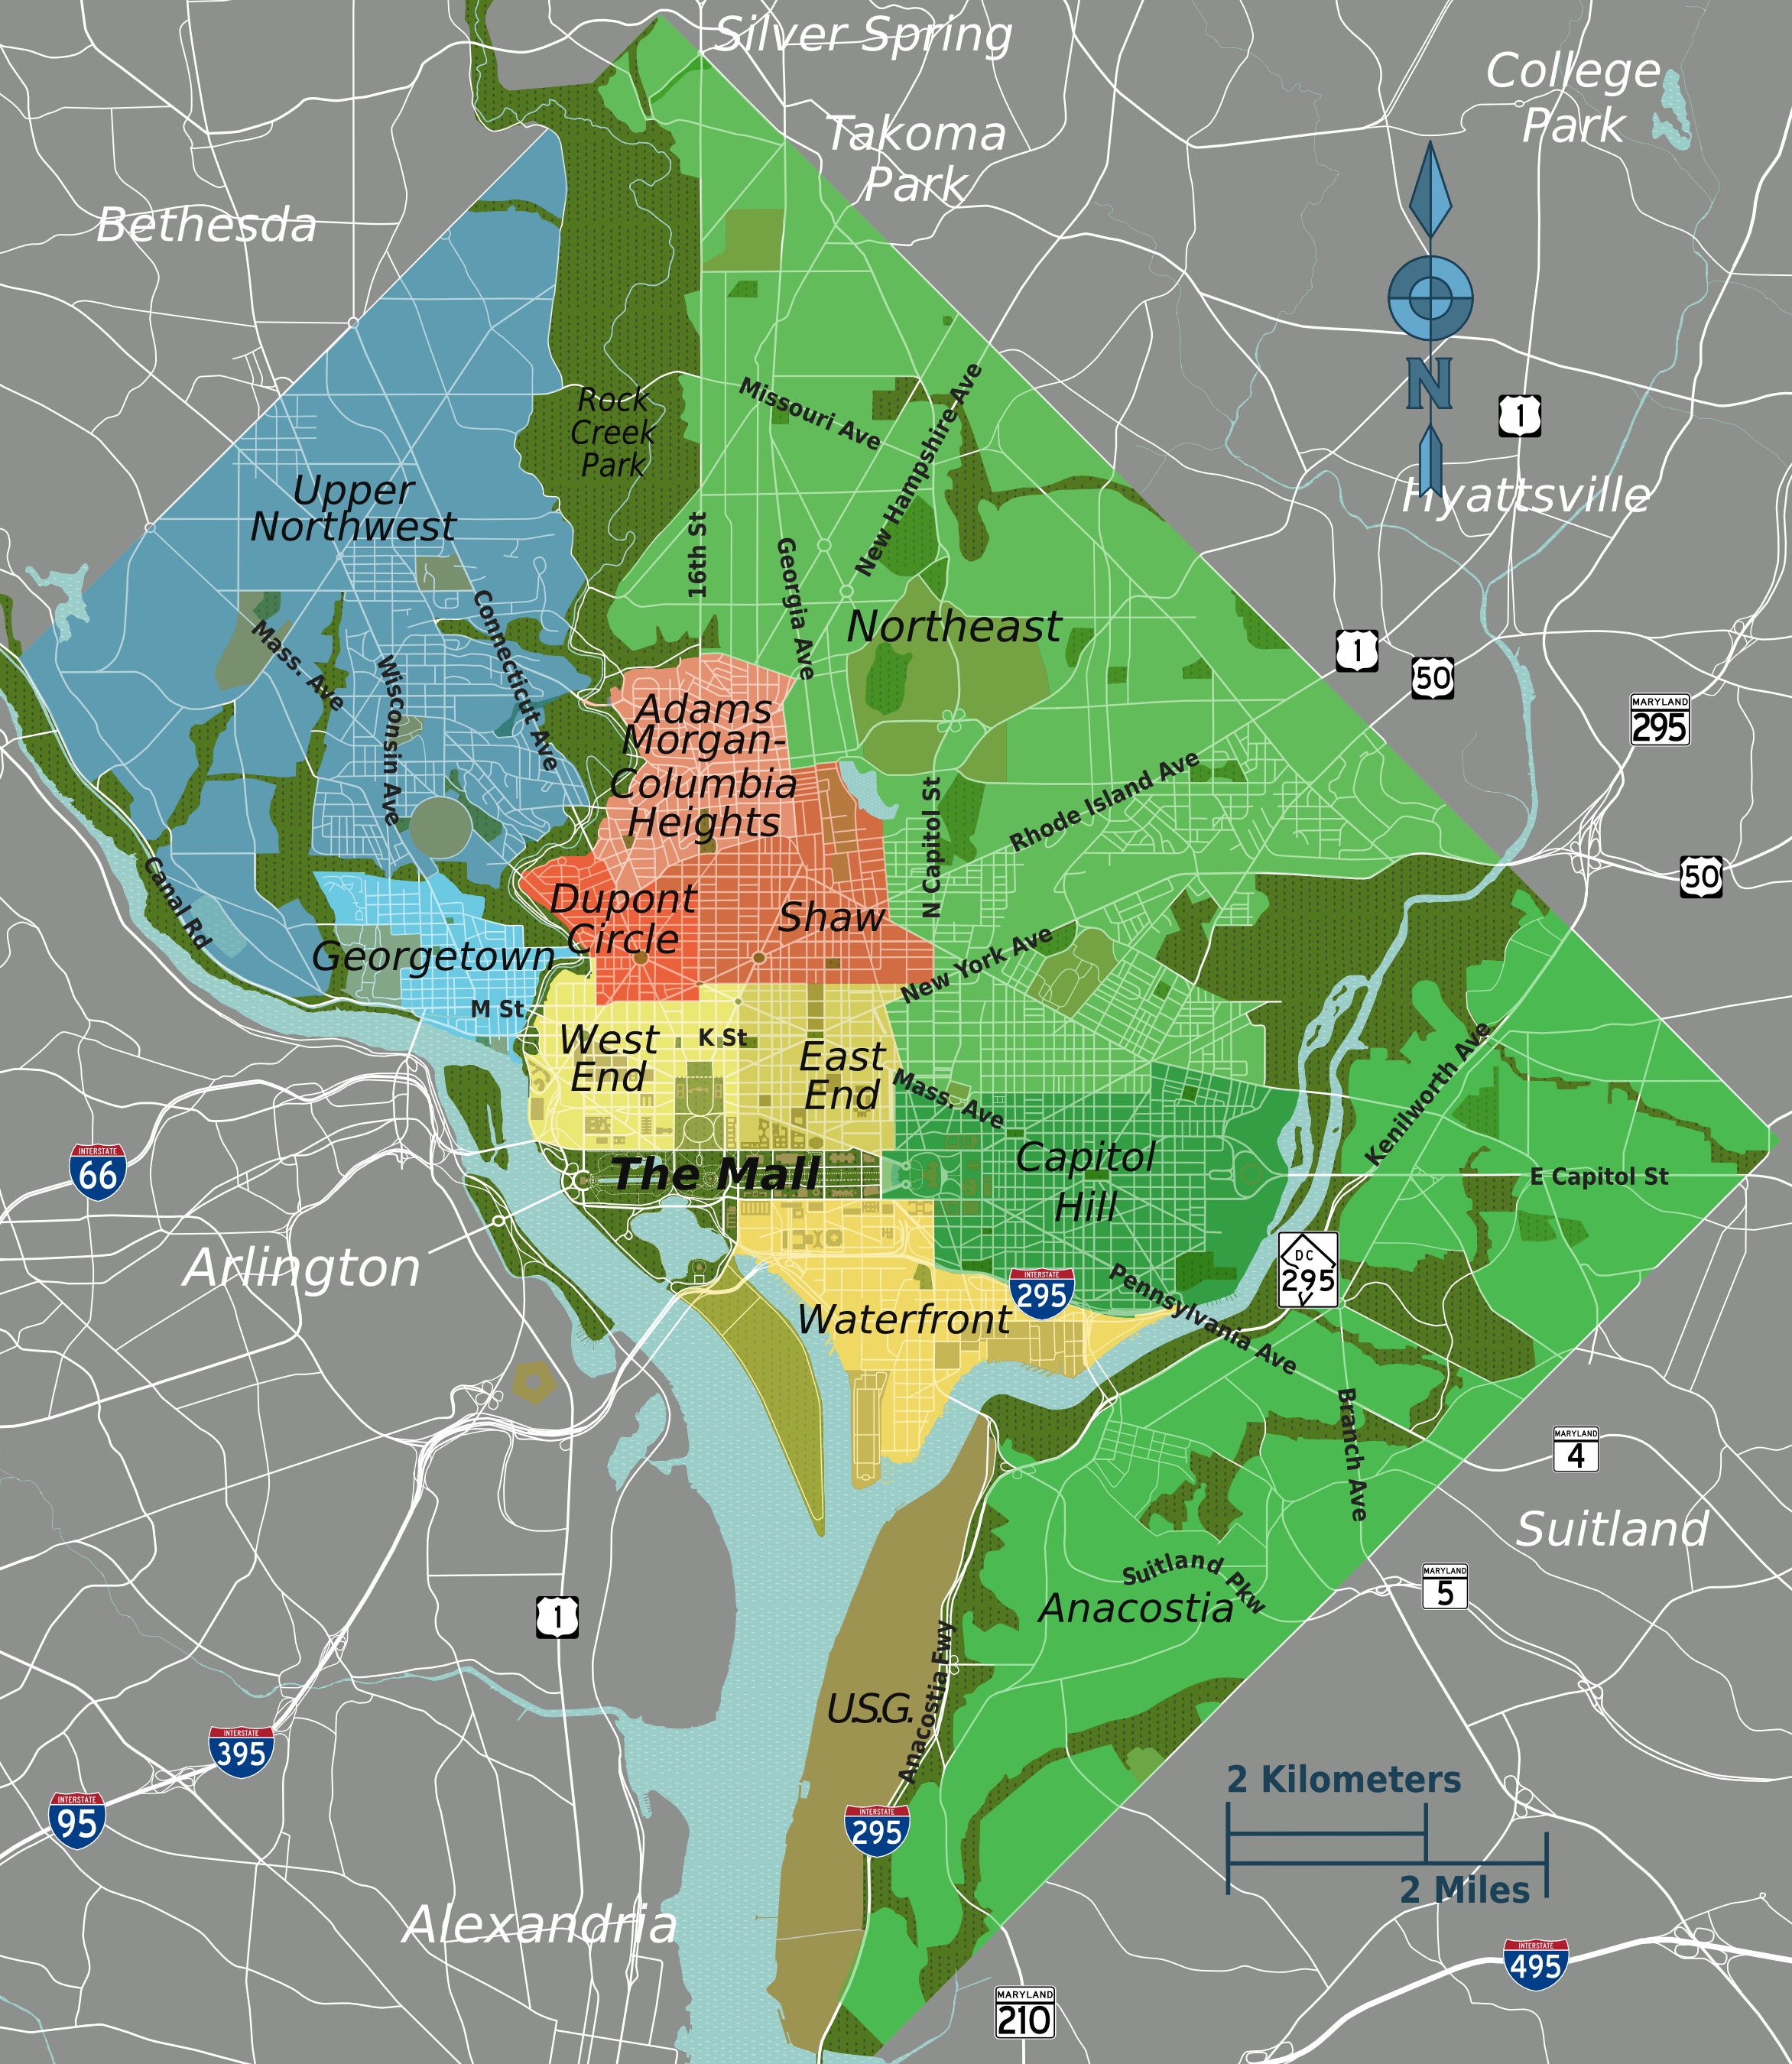 Silver Spring
College
Park
Takoma
Park
Bethesda
N
Rock
Creek
Park
Missouri Ave
New Hampshire Ave
1
Hyattsville
Upper
Northwest
16th St
Georgia Ave
Connecticut Ave
Northeast
Mass. Ave
Wisconsin Ave
1
50
MARYLAND
295
Adams
Morgan-
Columbia
Heights
N Capitol St
Rhode Island Ave
50
Canal Rd
Dupont
Circle
Shaw
Georgetown
New York Ave
M St
West
End
K St
East
End
Mass. Ave
Kenilworth Ave
INTERSTATE
66
The Mall
Capitol
Hill
E Capitol St
Arlington
DC
295
INTERSTATE
295
Pennsylvania Ave
Waterfront
Branch Ave
MARYLAND
4
Suitland
Suitland Pkw
Anacostia
MARYLAND
5
1
Anacostia Fwy
U.S.G.
INTERSTATE
395
INTERSTATE
95
INTERSTATE
295
2 Kilometers
2 Miles
Alexandria
INTERSTATE
495
MARYLAND
210